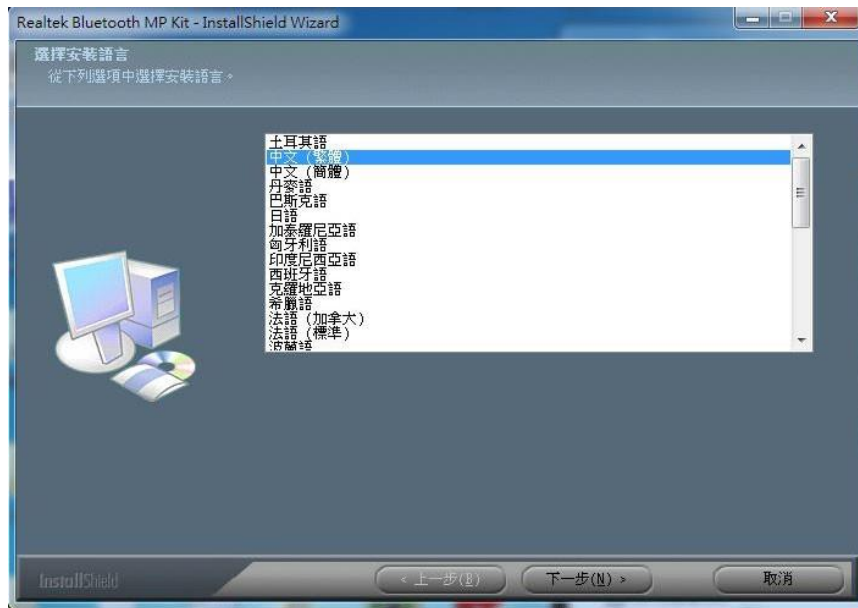 Realtek Bluetooth MP Kit - InstallShield Wizard
選擇安裝語言
從下列選項中選擇安裝語言。
土耳其語
中文 (繁體)
中文 (簡體)
丹麥語
巴斯克語
日語
加泰羅尼亞語
匈牙利語
印度尼西亞語
西班牙語
克羅地亞語
希臘語
法語 (加拿大)
法語 (標準)
波蘭語
InstallShield
< 上一步(B)
下一步(N) >
取消